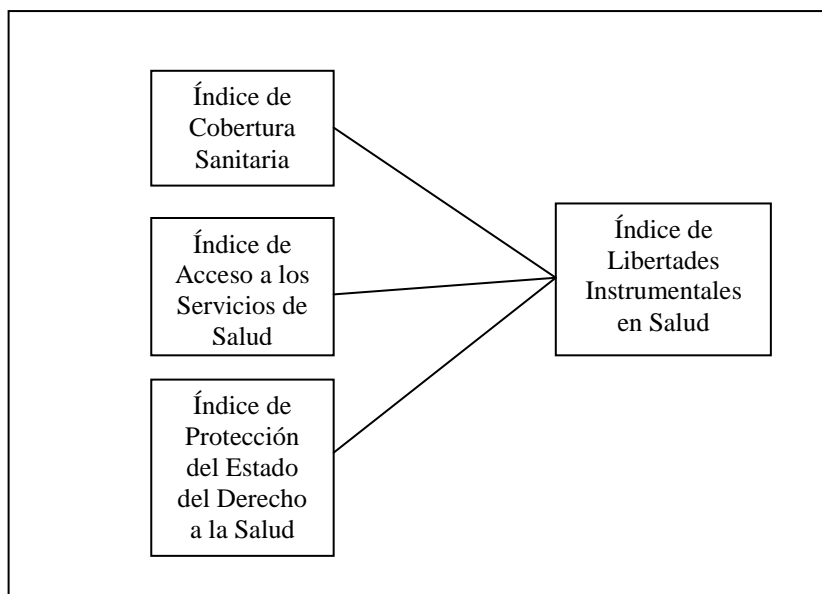 Índice de
Cobertura
Sanitaria
Índice de
Acceso a los
Servicios de
Salud
Índice de
Protección
del Estado
del Derecho
a la Salud
Índice de
Libertades
Instrumentales
en Salud